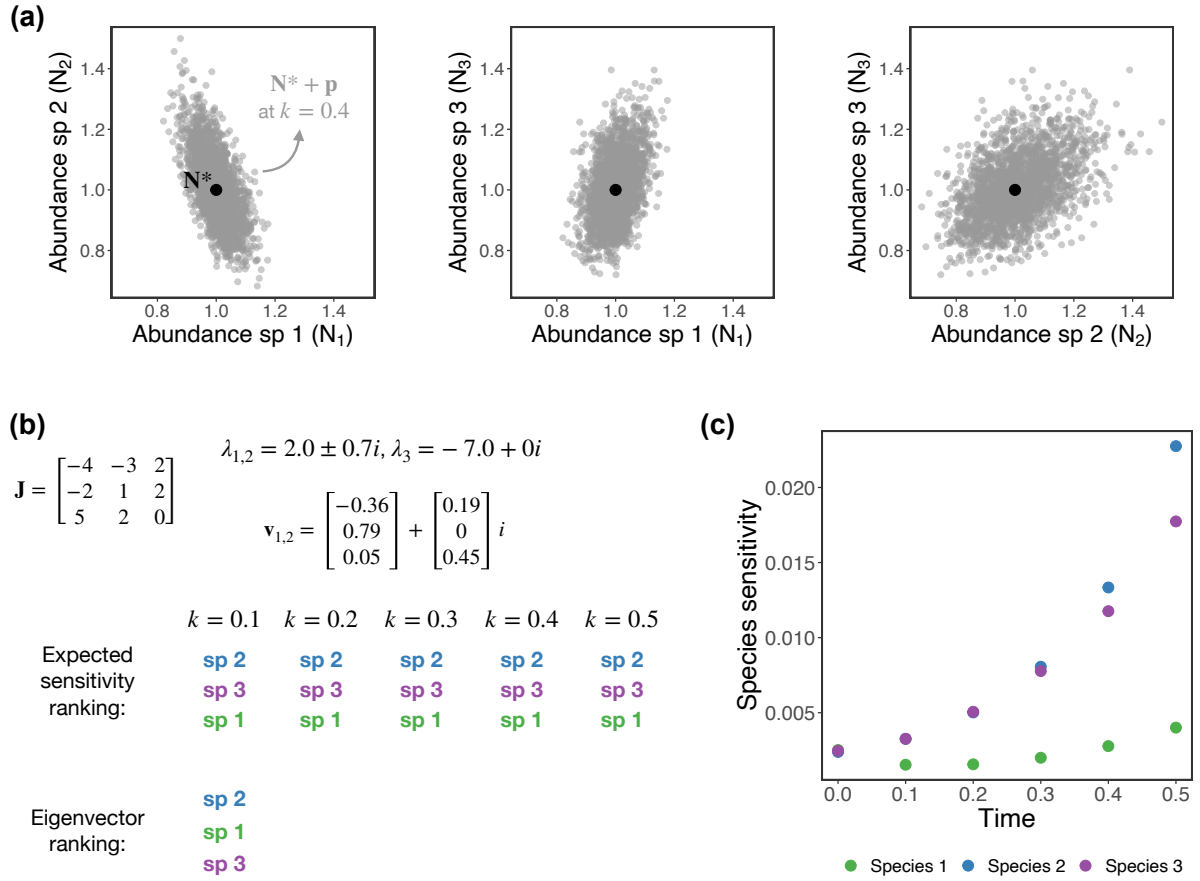 (a)
Abundance sp 2 (N₂)
1.4
1.2
1.0
0.8
N* + p
at k = 0.4
N*
0.8 1.0 1.2 1.4
Abundance sp 1 (N₁)
Abundance sp 3 (N₃)
1.4
1.2
1.0
0.8
0.8 1.0 1.2 1.4
Abundance sp 1 (N₁)
Abundance sp 3 (N₃)
1.4
1.2
1.0
0.8
0.8 1.0 1.2 1.4
Abundance sp 2 (N₂)
(b)
λ₁,₂ = 2.0 ± 0.7i, λ₃ = − 7.0 + 0i
J = [−4 −3 2
−2 1 2
5 2 0]
v₁,₂ = [−0.36 0.79 0.05] + [0.19 0 0.45] i
k = 0.1 k = 0.2 k = 0.3 k = 0.4 k = 0.5
Expected
sensitivity
ranking:
sp 2 sp 2 sp 2 sp 2 sp 2
sp 3 sp 3 sp 3 sp 3 sp 3
sp 1 sp 1 sp 1 sp 1 sp 1
Eigenvector
ranking:
sp 2
sp 1
sp 3
(c)
Species sensitivity
0.020
0.015
0.010
0.005
0.0 0.1 0.2 0.3 0.4 0.5
Time
Species 1 Species 2 Species 3